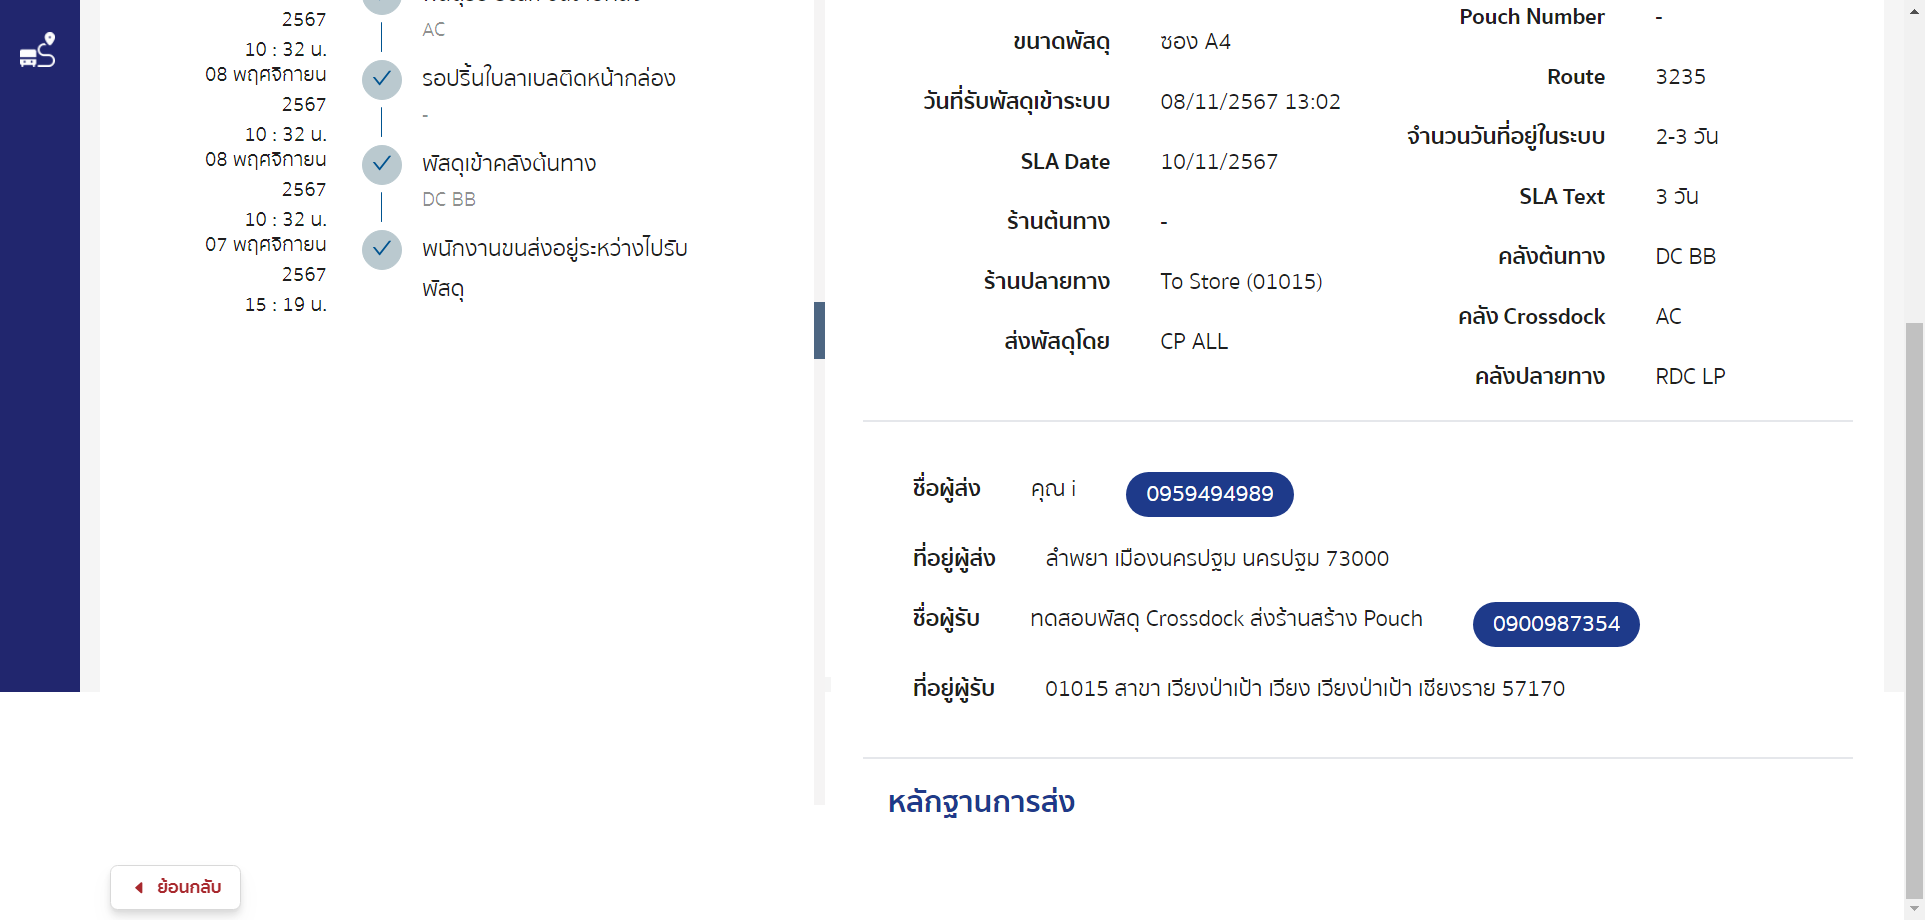 2567
10 : 32 น.
AC
08 พฤศจิกายน
2567
10 : 32 น.
รอปริ้นใบลาเบลติดหน้ากล่อง
-
08 พฤศจิกายน
2567
10 : 32 น.
พัสดุเข้าคลังต้นทาง
DC BB
07 พฤศจิกายน
2567
15 : 19 น.
พนักงานขนส่งอยู่ระหว่างไปรับ
พัสดุ
ขนาดพัสดุ ซอง A4
วันที่รับพัสดุเข้าระบบ 08/11/2567 13:02
SLA Date 10/11/2567
ร้านต้นทาง -
ร้านปลายทาง To Store (01015)
ส่งพัสดุโดย CP ALL
Pouch Number -
Route 3235
จำนวนวันที่อยู่ในระบบ 2-3 วัน
SLA Text 3 วัน
คลังต้นทาง DC BB
คลัง Crossdock AC
คลังปลายทาง RDC LP
ชื่อผู้ส่ง คุณ i 0959494989
ที่อยู่ผู้ส่ง ลำพยา เมืองนครปฐม นครปฐม 73000
ชื่อผู้รับ ทดสอบพัสดุ Crossdock ส่งร้านสร้าง Pouch 0900987354
ที่อยู่ผู้รับ 01015 สาขา เวียงป่าเป้า เวียง เวียงป่าเป้า เชียงราย 57170
หลักฐานการส่ง
ย้อนกลับ